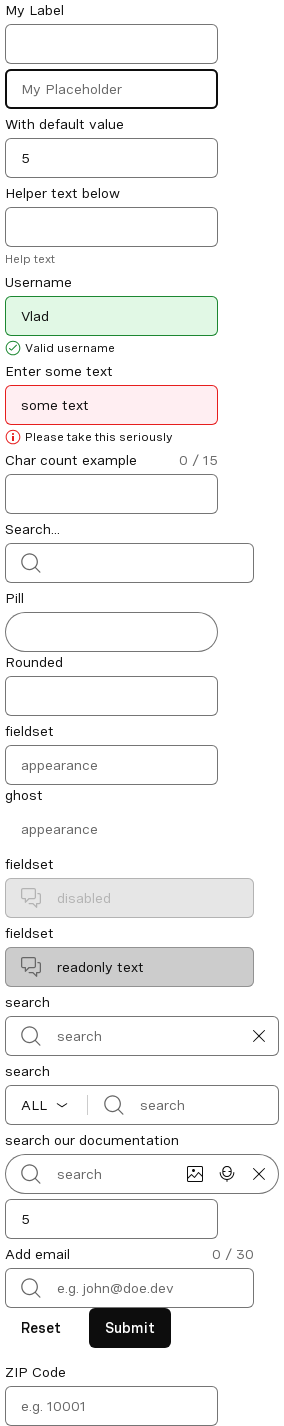 My Label
My Placeholder
With default value
5
Helper text below
Help text
Username
Vlad
Valid username
Enter some text
some text
Please take this seriously
Char count example 0 / 15
Search...
Pill
Rounded
fieldset
appearance
ghost
appearance
fieldset
disabled
fieldset
readonly text
search
search
search
ALL search
search our documentation
search
5
Add email 0 / 30
e.g. john@doe.dev
Reset Submit
ZIP Code
e.g. 10001